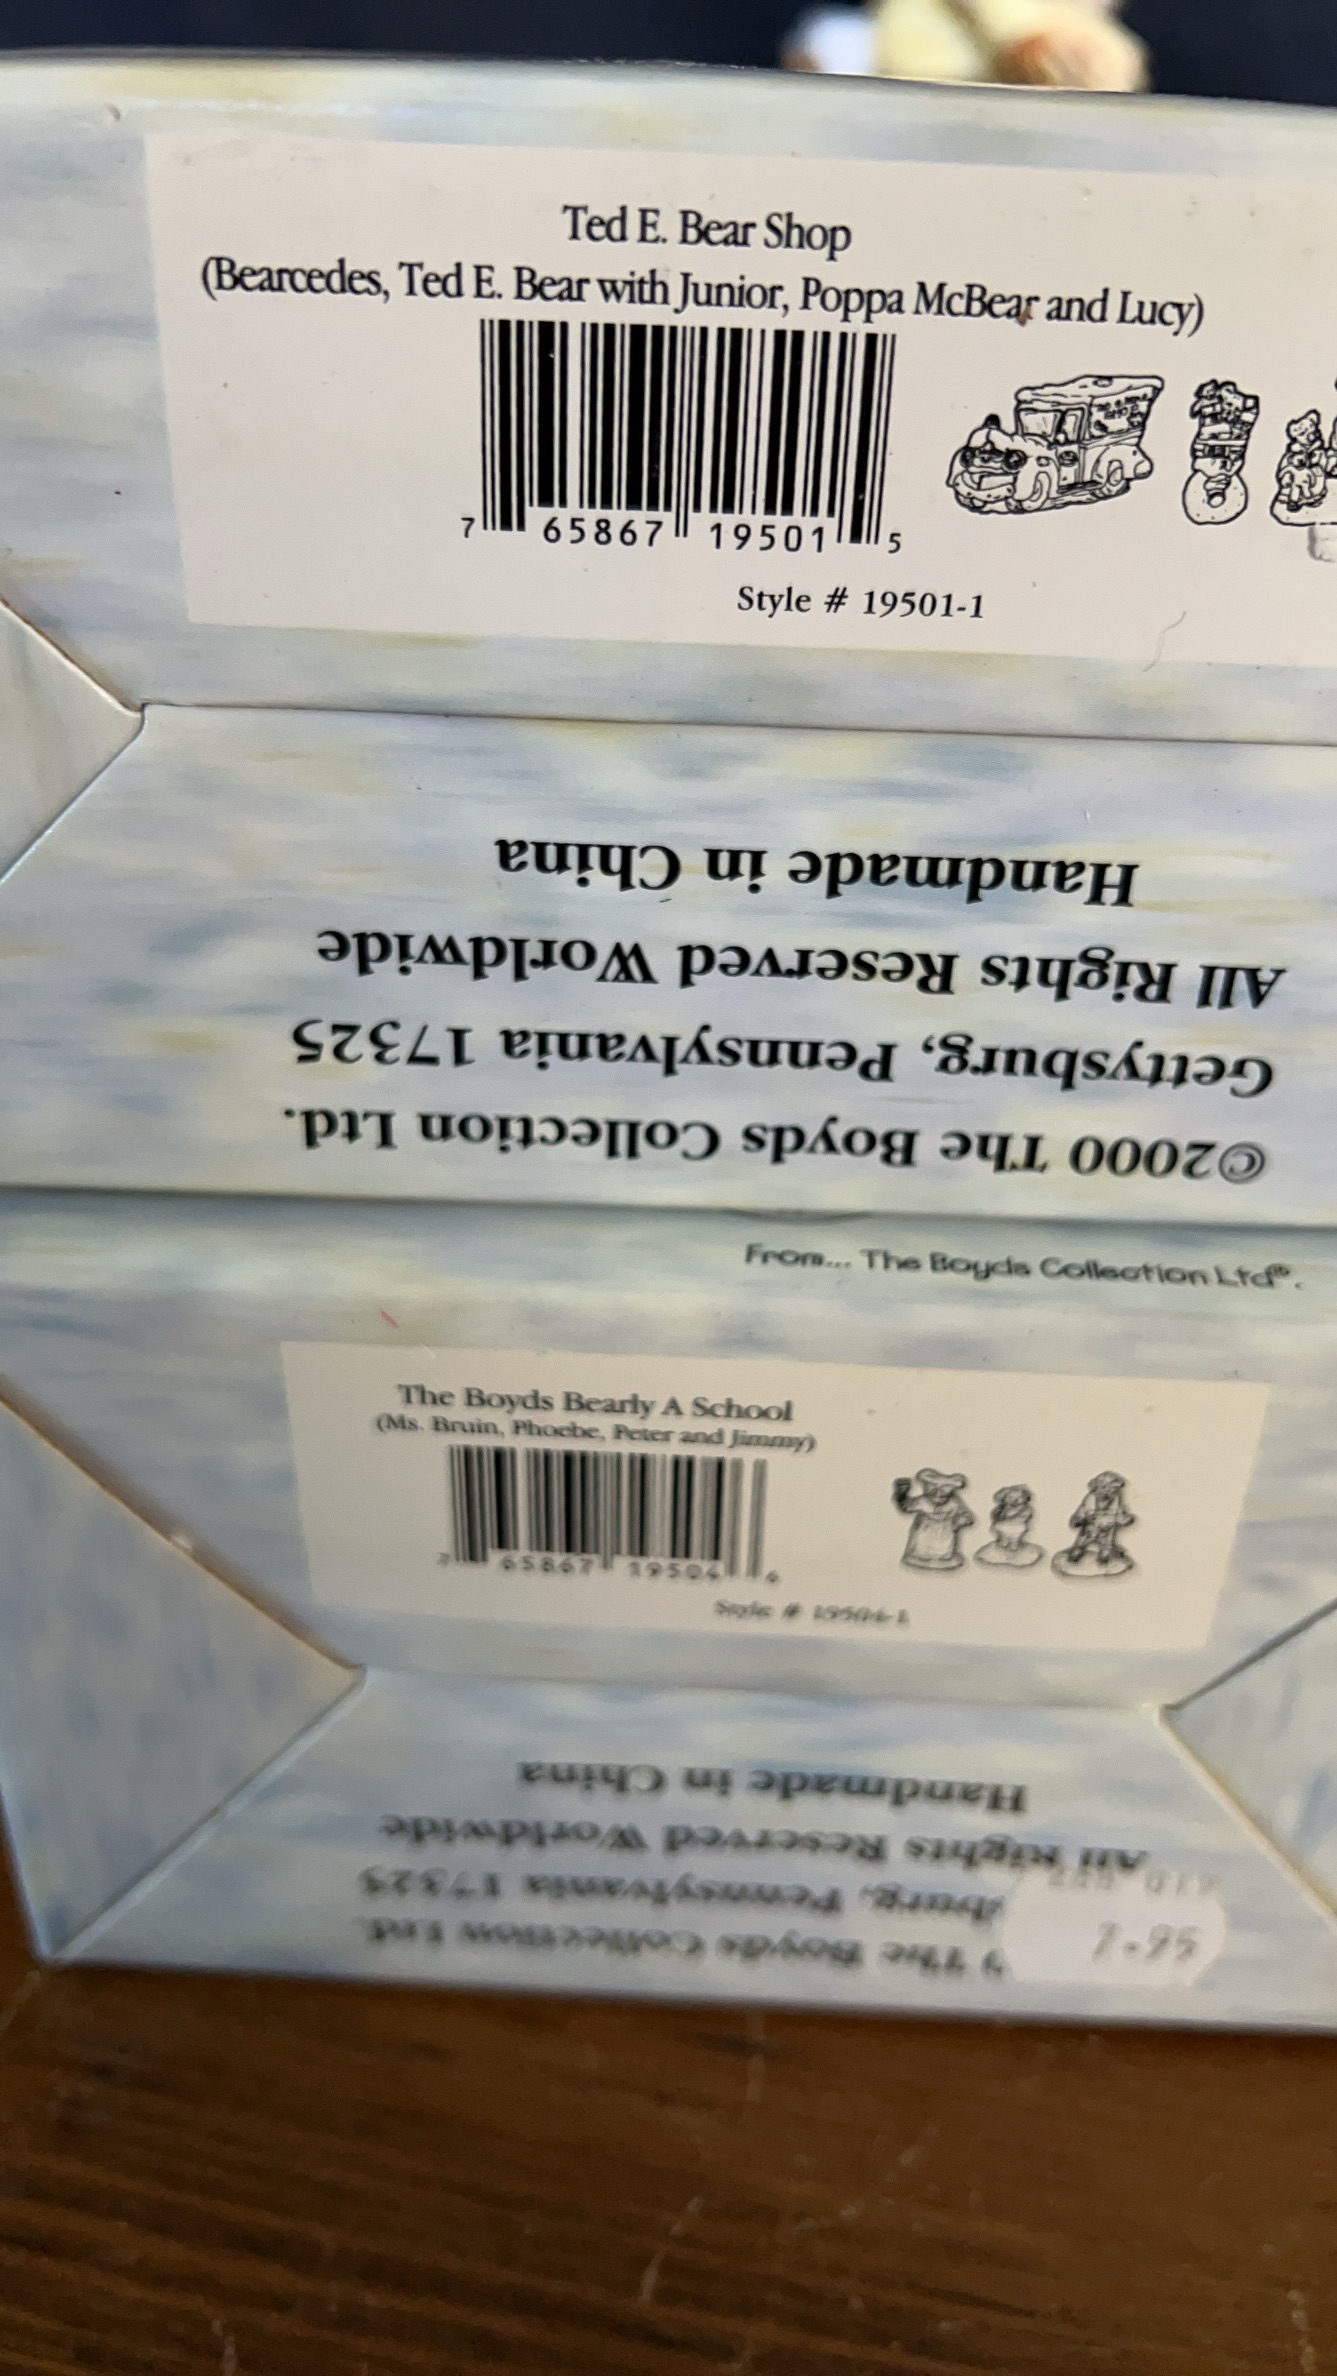 Ted E. Bear Shop
(Bearcedes, Ted E. Bear with Junior, Poppa McBear and Lucy)
7 65867 19501 5
Style # 19501-1
©2000 The Boyds Collection Ltd.
Gettysburg, Pennsylvania 17325
All Rights Reserved Worldwide
Handmade in China
From... The Boyds Collection Ltd®.
The Boyds Bearly A School
(Ms. Bruin, Phoebe, Peter and Jimmy)
7 65867 19504 6
Style # 19504-1
The Boyds Collection Ltd.
Pennsylvania 17325
All Rights Reserved Worldwide
Handmade in China
7.95